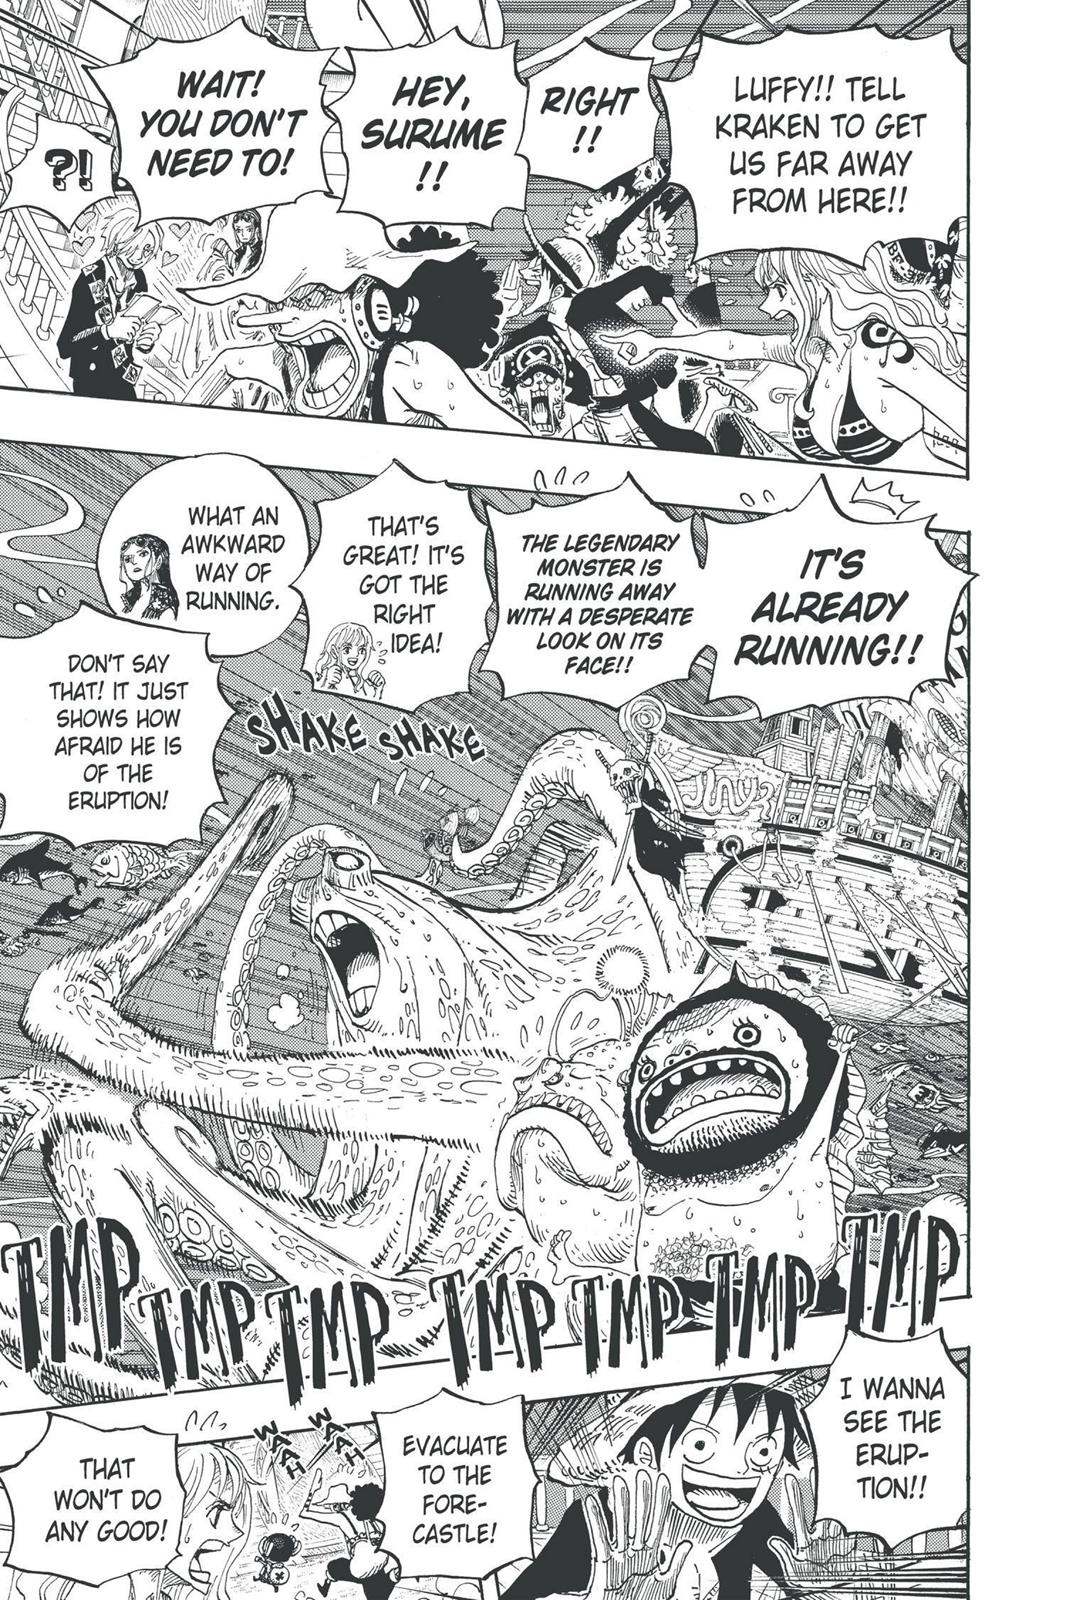 LUFFY!! TELL
KRAKEN TO GET
US FAR AWAY
FROM HERE!!
RIGHT
!!
HEY,
SURUME
!!
WAIT!
YOU DON'T
NEED TO!
?!
IT'S
ALREADY
RUNNING!!
THE LEGENDARY
MONSTER IS
RUNNING AWAY
WITH A DESPERATE
LOOK ON ITS
FACE!!
THAT'S
GREAT! IT'S
GOT THE
RIGHT
IDEA!
WHAT AN
AWKWARD
WAY OF
RUNNING.
DON'T SAY
THAT! IT JUST
SHOWS HOW
AFRAID HE IS
OF THE
ERUPTION!
SHAKE SHAKE
TMP TMP TMP TMP TMP TMP TMP
I WANNA
SEE THE
ERUP-
TION!!
EVACUATE
TO THE
FORE-
CASTLE!
WAAH
WAAH
THAT
WON'T DO
ANY GOOD!